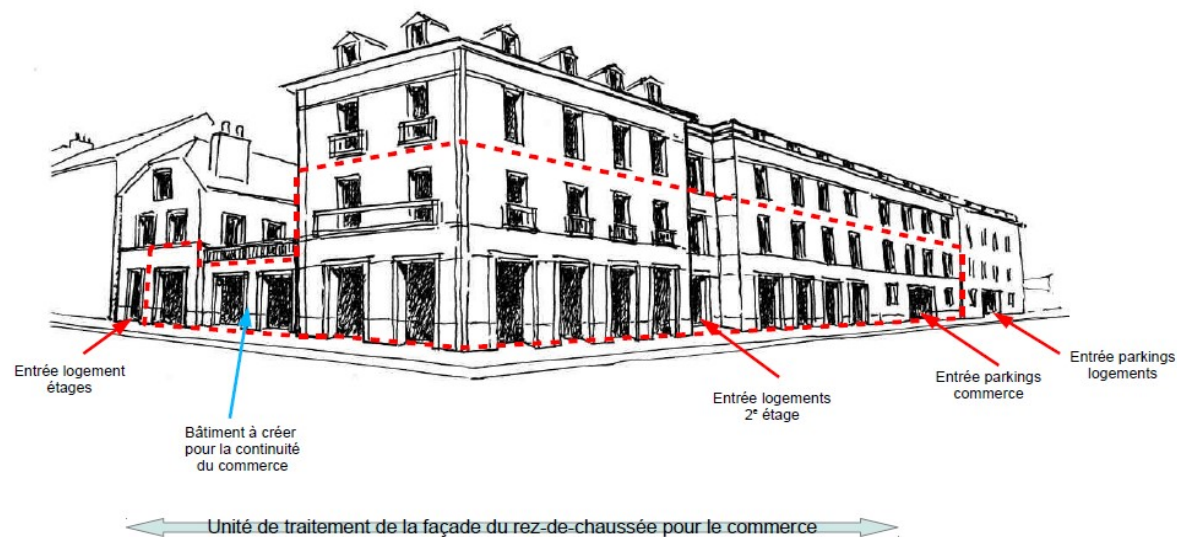 Entrée logement
étages
Bâtiment à créer
pour la continuité
du commerce
Entrée logements
2e étage
Entrée parkings
commerce
Entrée parkings
logements
Unité de traitement de la façade du rez-de-chaussée pour le commerce